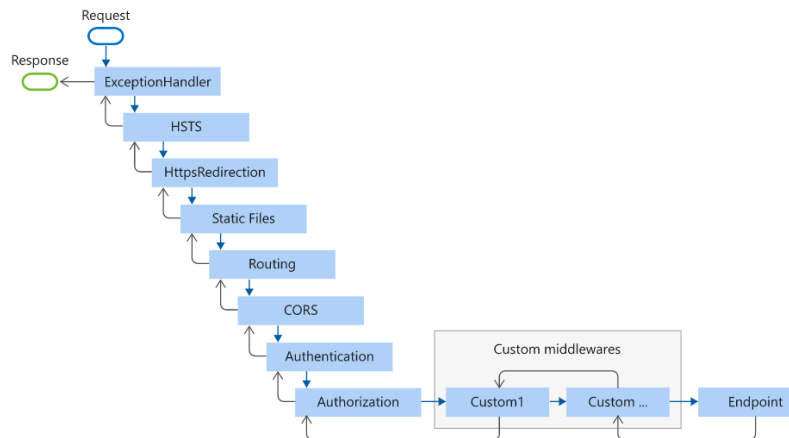 Request
Response
ExceptionHandler
HSTS
HttpsRedirection
Static Files
Routing
CORS
Authentication
Custom middlewares
Authorization
Custom1
Custom ...
Endpoint